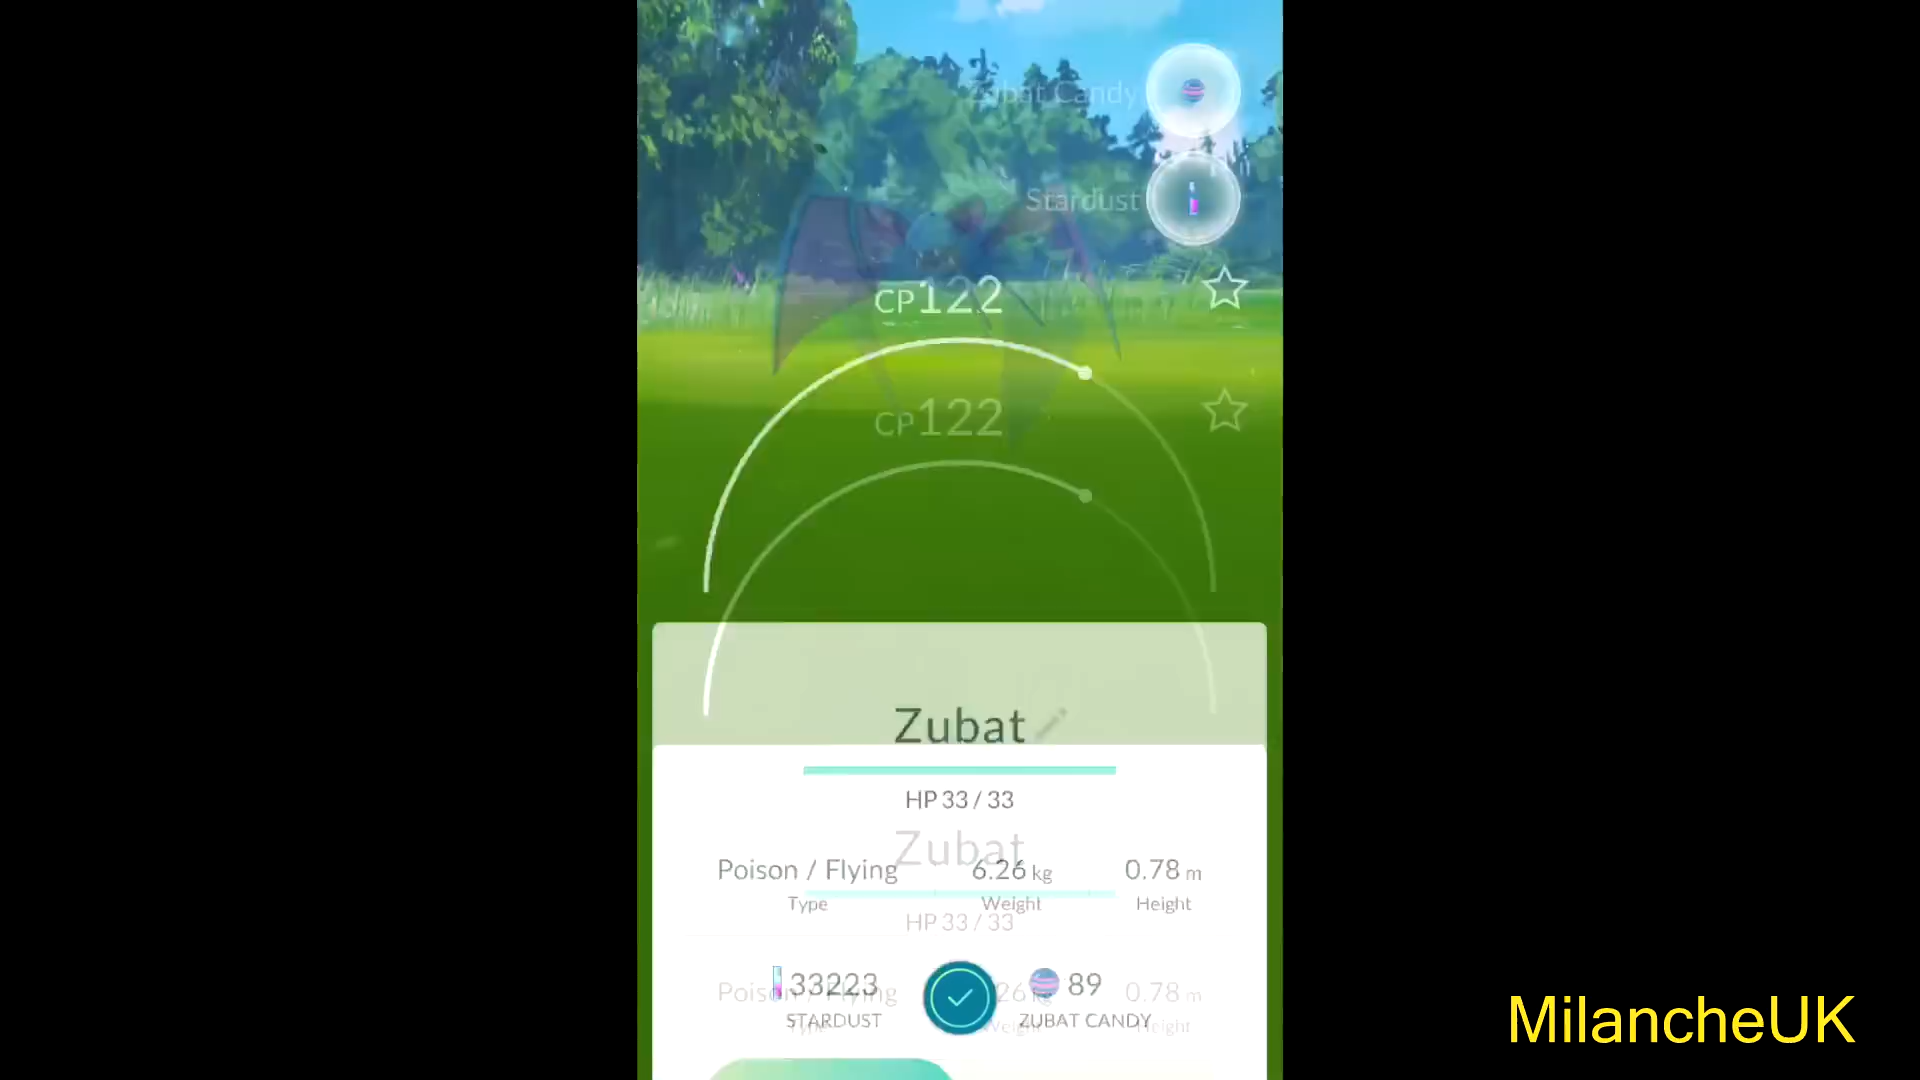 Zubat Candy
Stardust
CP122
CP122
Zubat
HP 33 / 33
Zubat
Poison / Flying 6.26 kg 0.78 m
Type Weight Height
HP 33 / 33
33223 89
0.78 m
STARDUST ZUBAT CANDY
Height
MilancheUK